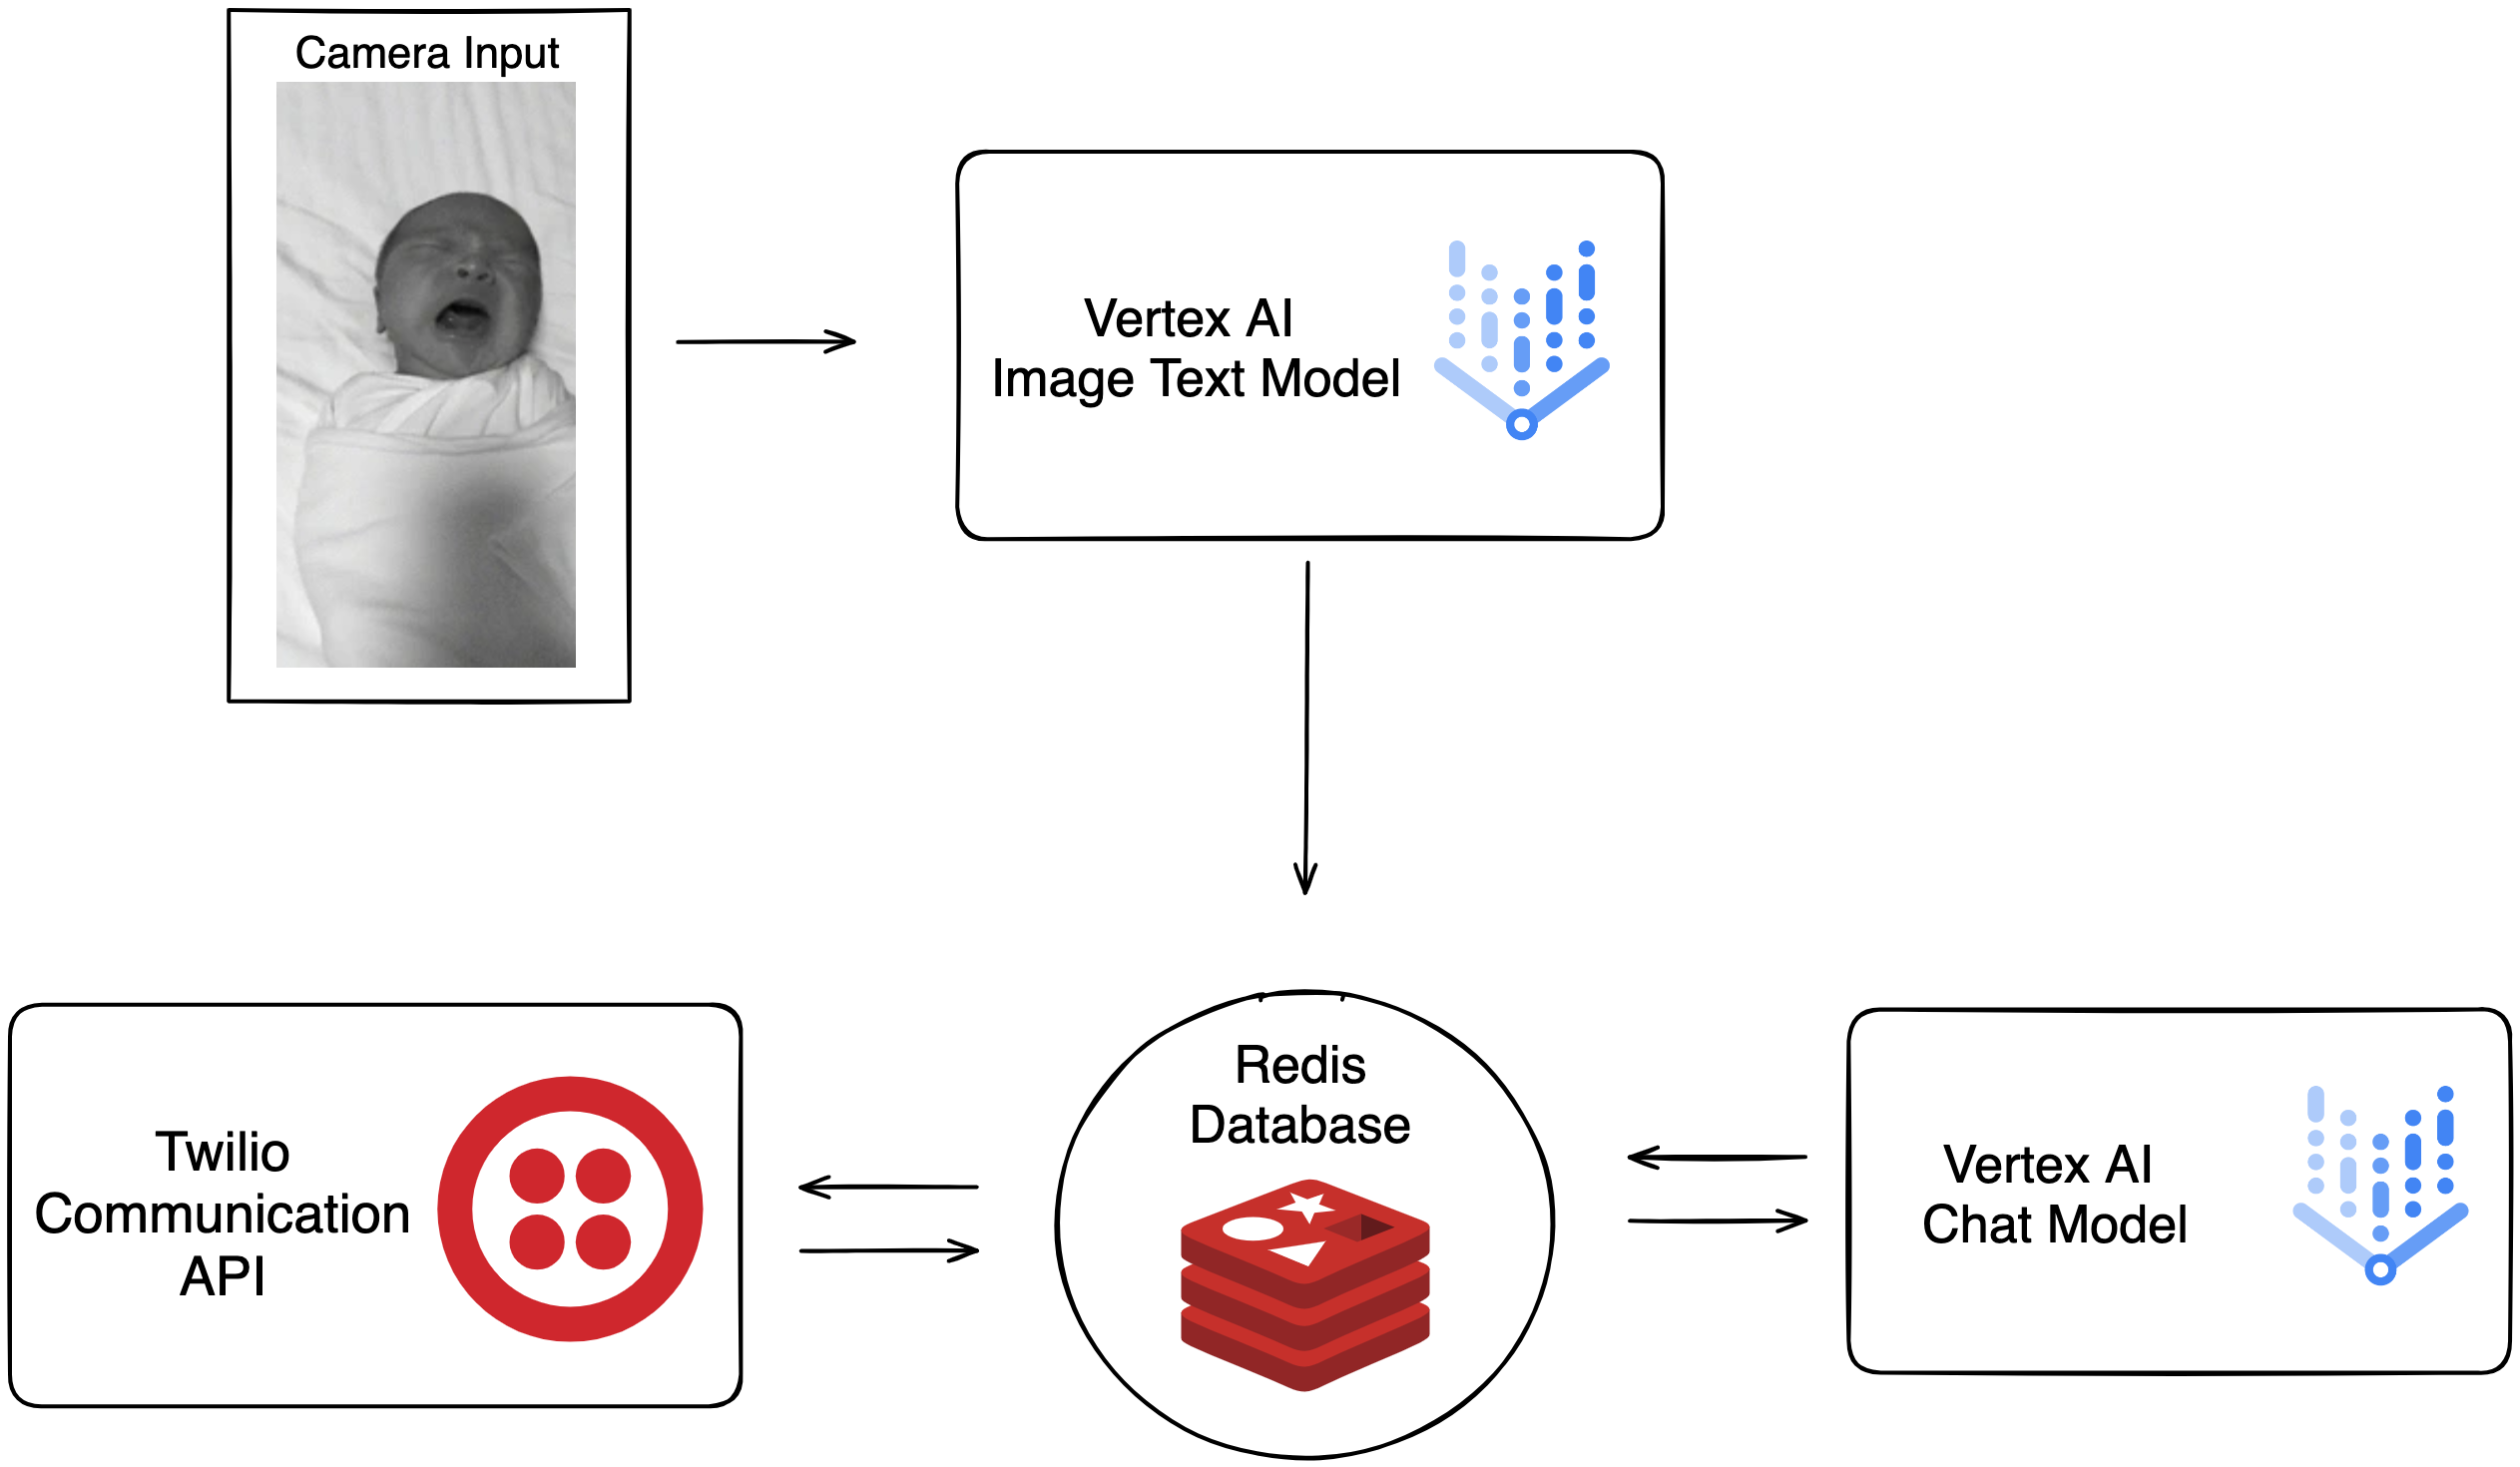 Camera Input
Vertex AI
Image Text Model
Redis
Database
Twilio
Communication
API
Vertex AI
Chat Model